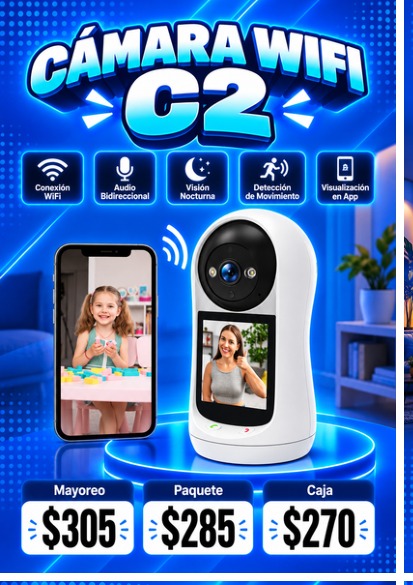 CÁMARA WIFI
C2
Conexión
WiFi
Audio
Bidireccional
Visión
Nocturna
Detección
de Movimiento
Visualización
en App
Mayoreo
$305
Paquete
$285
Caja
$270